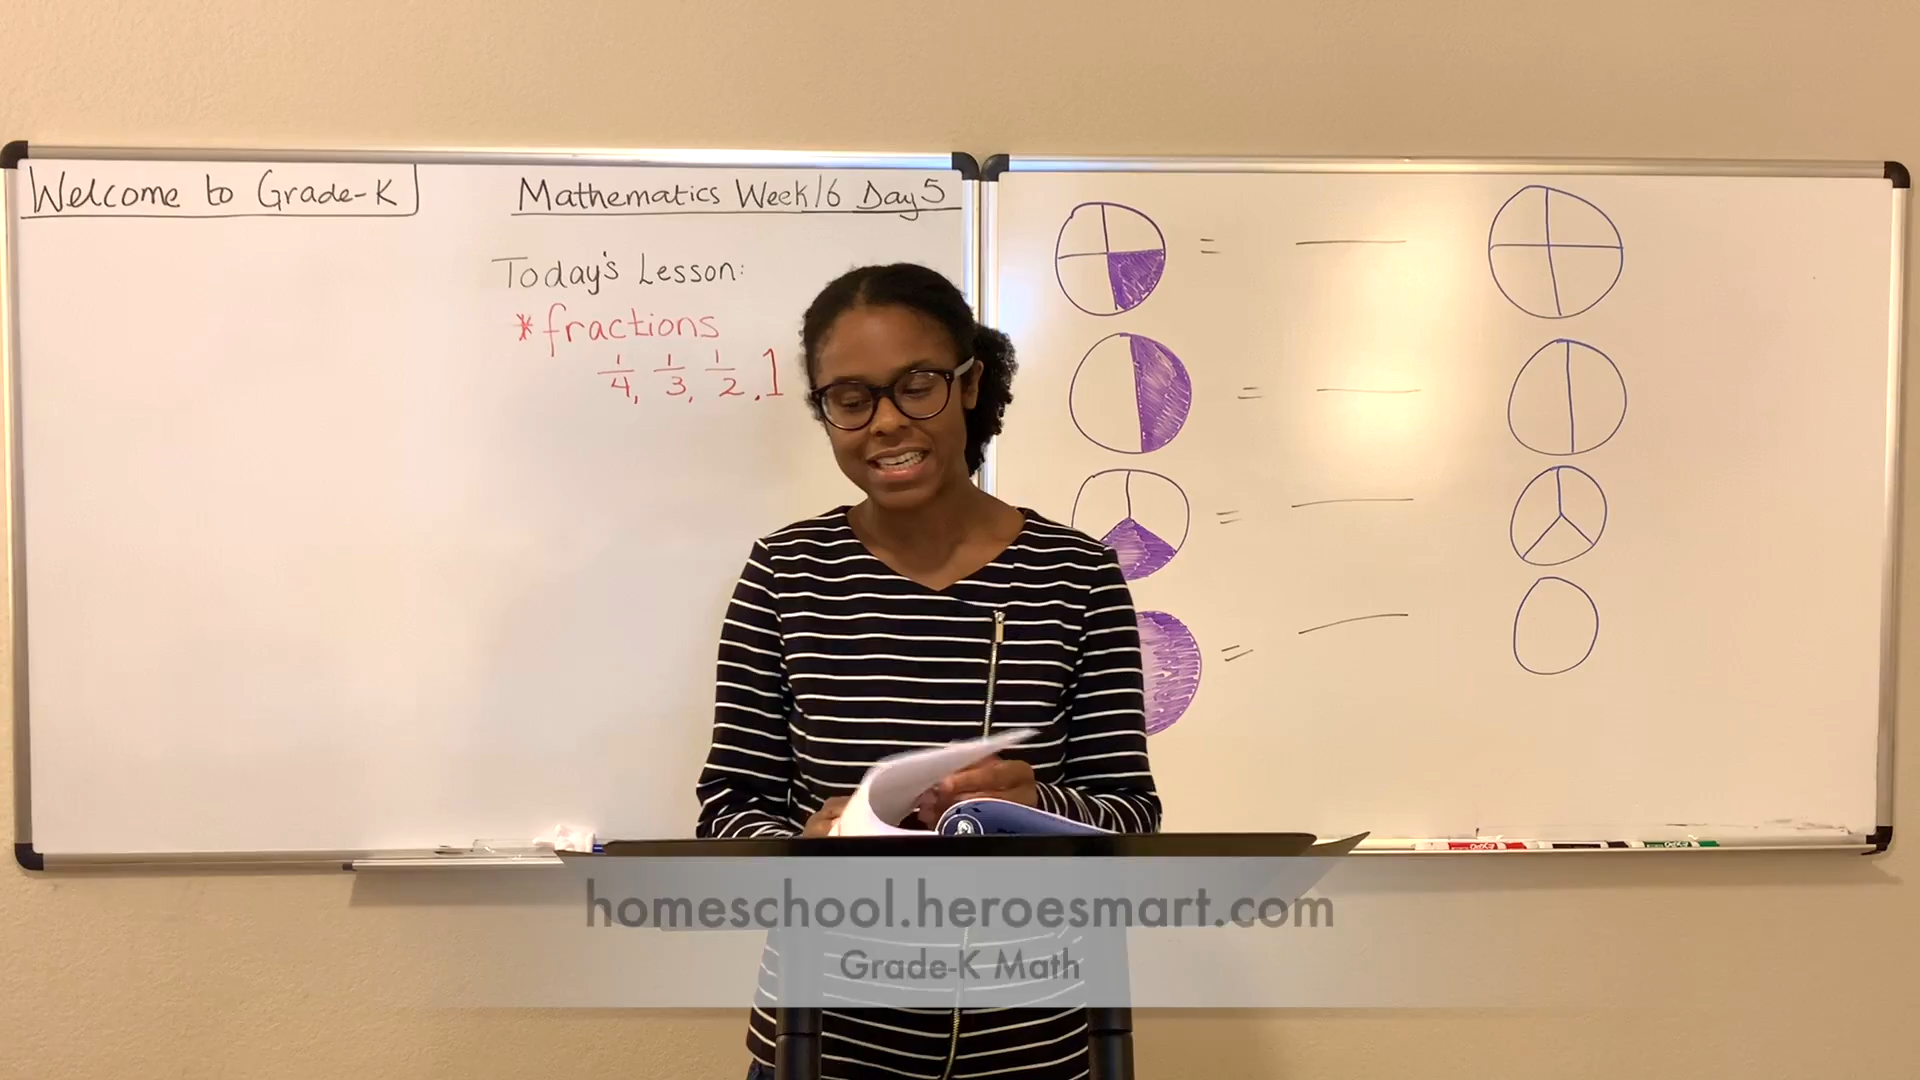 Welcome to Grade-K
Mathematics Week 16 Day 5
Today's Lesson:
*fractions
1/4, 1/3, 1/2, 1
=
=
=
=
homeschool.heroesmart.com
Grade-K Math